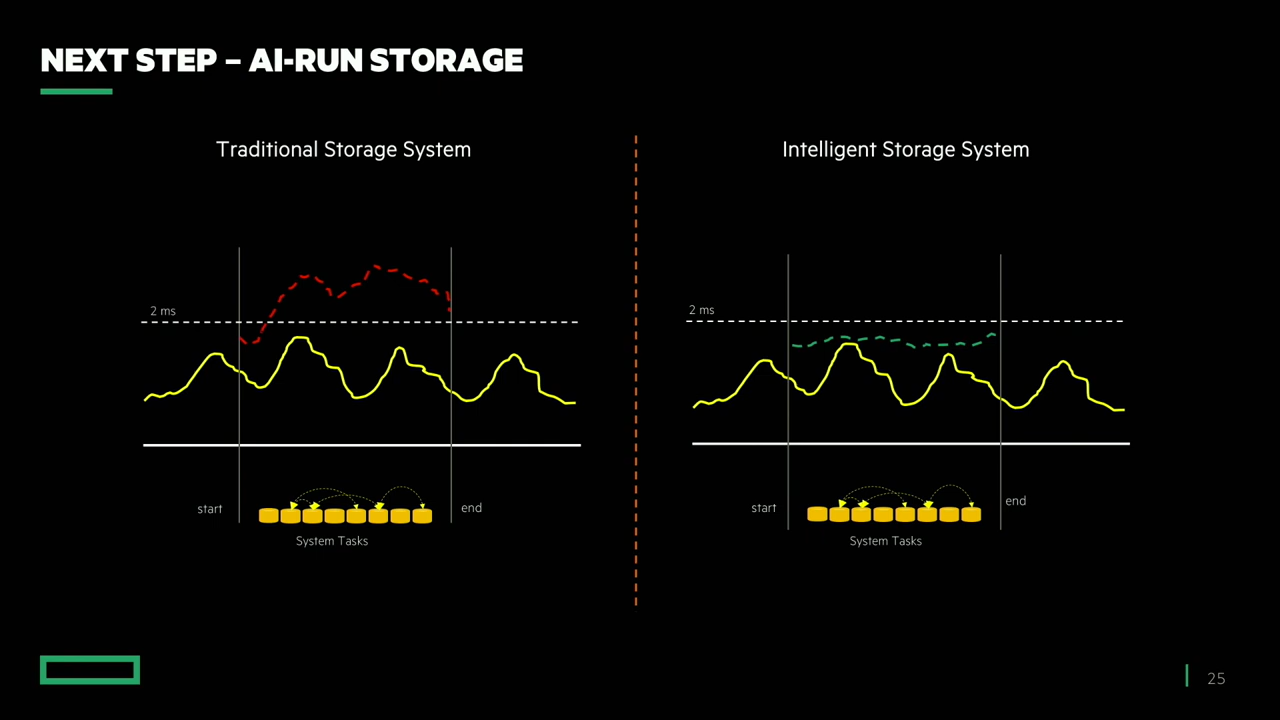 NEXT STEP – AI-RUN STORAGE
Traditional Storage System
2 ms
start
end
System Tasks
Intelligent Storage System
2 ms
start
end
System Tasks
25